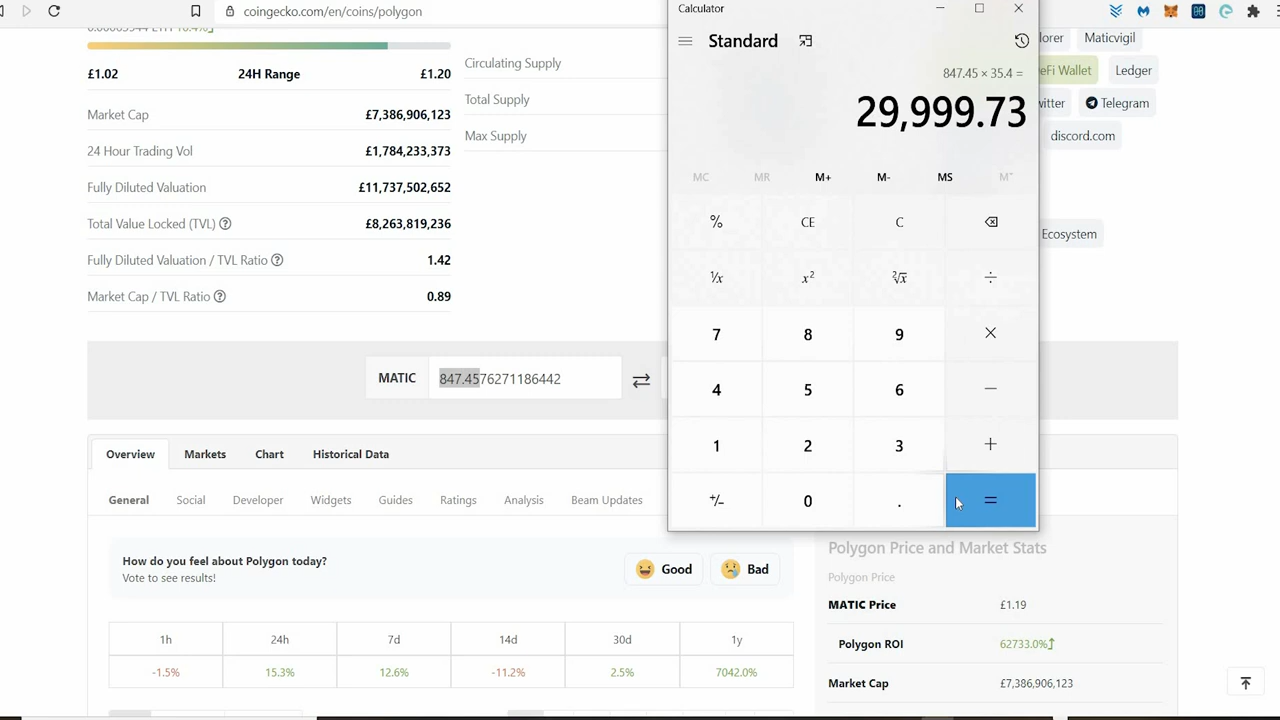 coingecko.com/en/coins/polygon
£1.02
24H Range
£1.20
Market Cap
£7,386,906,123
24 Hour Trading Vol
£1,784,233,373
Fully Diluted Valuation
£11,737,502,652
Total Value Locked (TVL)
£8,263,819,236
Fully Diluted Valuation / TVL Ratio
1.42
Market Cap / TVL Ratio
0.89
Circulating Supply
Total Supply
Max Supply
Calculator
Standard
847.45 × 35.4 =
29,999.73
MC MR M+ M- MS M˅
% CE C
¹/x x² ²√x ÷
7 8 9 ×
4 5 6 −
1 2 3 +
+/− 0 . =
lorer
Maticvigil
eFi Wallet
Ledger
witter
Telegram
discord.com
Ecosystem
MATIC
847.4576271186442
Overview Markets Chart Historical Data
General Social Developer Widgets Guides Ratings Analysis Beam Updates
How do you feel about Polygon today?
Vote to see results!
Good
Bad
1h 24h 7d 14d 30d 1y
-1.5% 15.3% 12.6% -11.2% 2.5% 7042.0%
Polygon Price and Market Stats
Polygon Price
MATIC Price
£1.19
Polygon ROI
62733.0%
Market Cap
£7,386,906,123